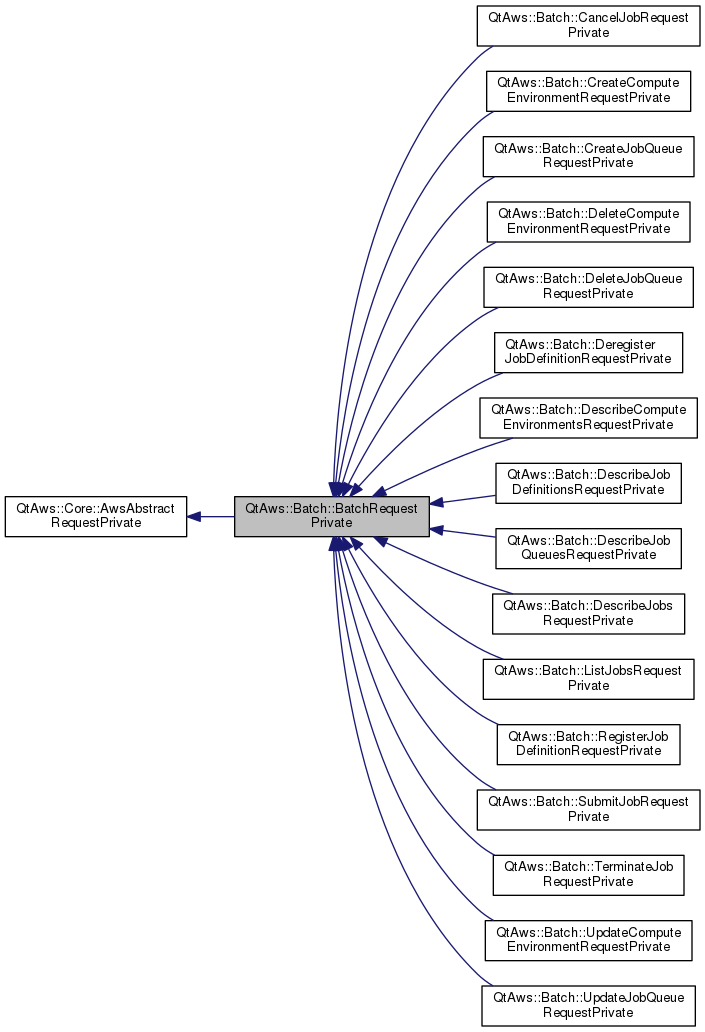 QtAws::Batch::CancelJobRequest
Private
QtAws::Batch::CreateCompute
EnvironmentRequestPrivate
QtAws::Batch::CreateJobQueue
RequestPrivate
QtAws::Batch::DeleteCompute
EnvironmentRequestPrivate
QtAws::Batch::DeleteJobQueue
RequestPrivate
QtAws::Batch::Deregister
JobDefinitionRequestPrivate
QtAws::Batch::DescribeCompute
EnvironmentsRequestPrivate
QtAws::Batch::DescribeJob
DefinitionsRequestPrivate
QtAws::Core::AwsAbstract
RequestPrivate
QtAws::Batch::BatchRequest
Private
QtAws::Batch::DescribeJob
QueuesRequestPrivate
QtAws::Batch::DescribeJobs
RequestPrivate
QtAws::Batch::ListJobsRequest
Private
QtAws::Batch::RegisterJob
DefinitionRequestPrivate
QtAws::Batch::SubmitJobRequest
Private
QtAws::Batch::TerminateJob
RequestPrivate
QtAws::Batch::UpdateCompute
EnvironmentRequestPrivate
QtAws::Batch::UpdateJobQueue
RequestPrivate